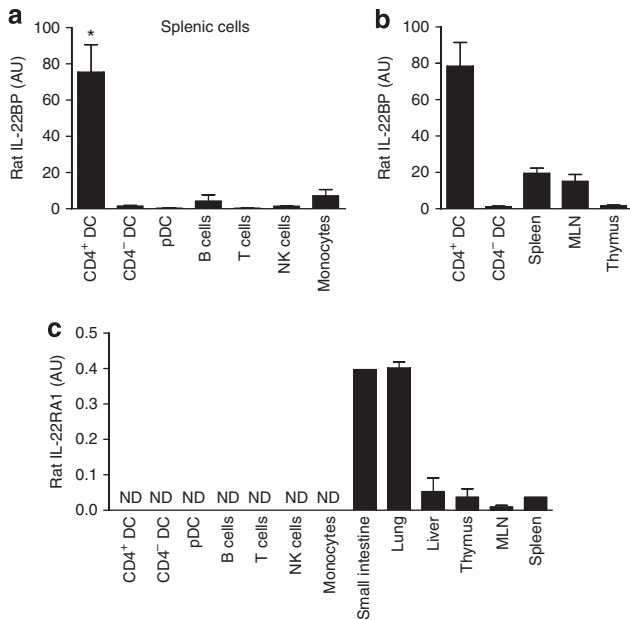 a
Splenic cells
*
Rat IL-22BP (AU)
100
80
60
40
20
0
CD4⁺ DC
CD4⁻ DC
pDC
B cells
T cells
NK cells
Monocytes
b
Rat IL-22BP (AU)
100
80
60
40
20
0
CD4⁺ DC
CD4⁻ DC
Spleen
MLN
Thymus
c
Rat IL-22RA1 (AU)
0.5
0.4
0.3
0.2
0.1
0.0
ND ND ND ND ND ND ND
CD4⁺ DC
CD4⁻ DC
pDC
B cells
T cells
NK cells
Monocytes
Small intestine
Lung
Liver
Thymus
MLN
Spleen